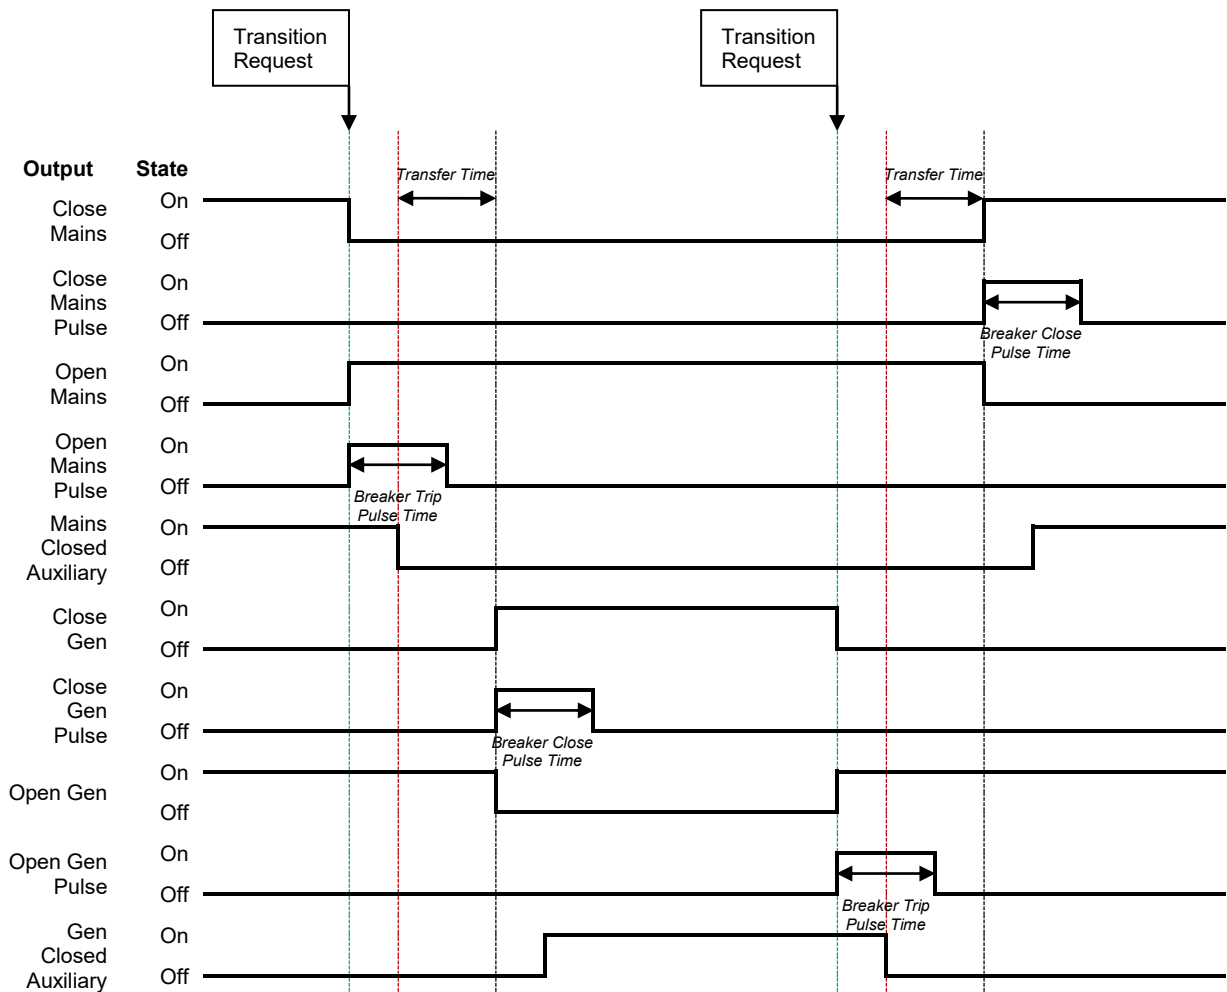 Transition
Request
Transition
Request
Output
State
Transfer Time
Transfer Time
Close
Mains
On
Off
Close
Mains
Pulse
On
Off
Breaker Close
Pulse Time
Open
Mains
On
Off
Open
Mains
Pulse
On
Off
Breaker Trip
Pulse Time
Mains
Closed
Auxiliary
On
Off
Close
Gen
On
Off
Close
Gen
Pulse
On
Off
Breaker Close
Pulse Time
Open Gen
On
Off
Open Gen
Pulse
On
Off
Breaker Trip
Pulse Time
Gen
Closed
Auxiliary
On
Off